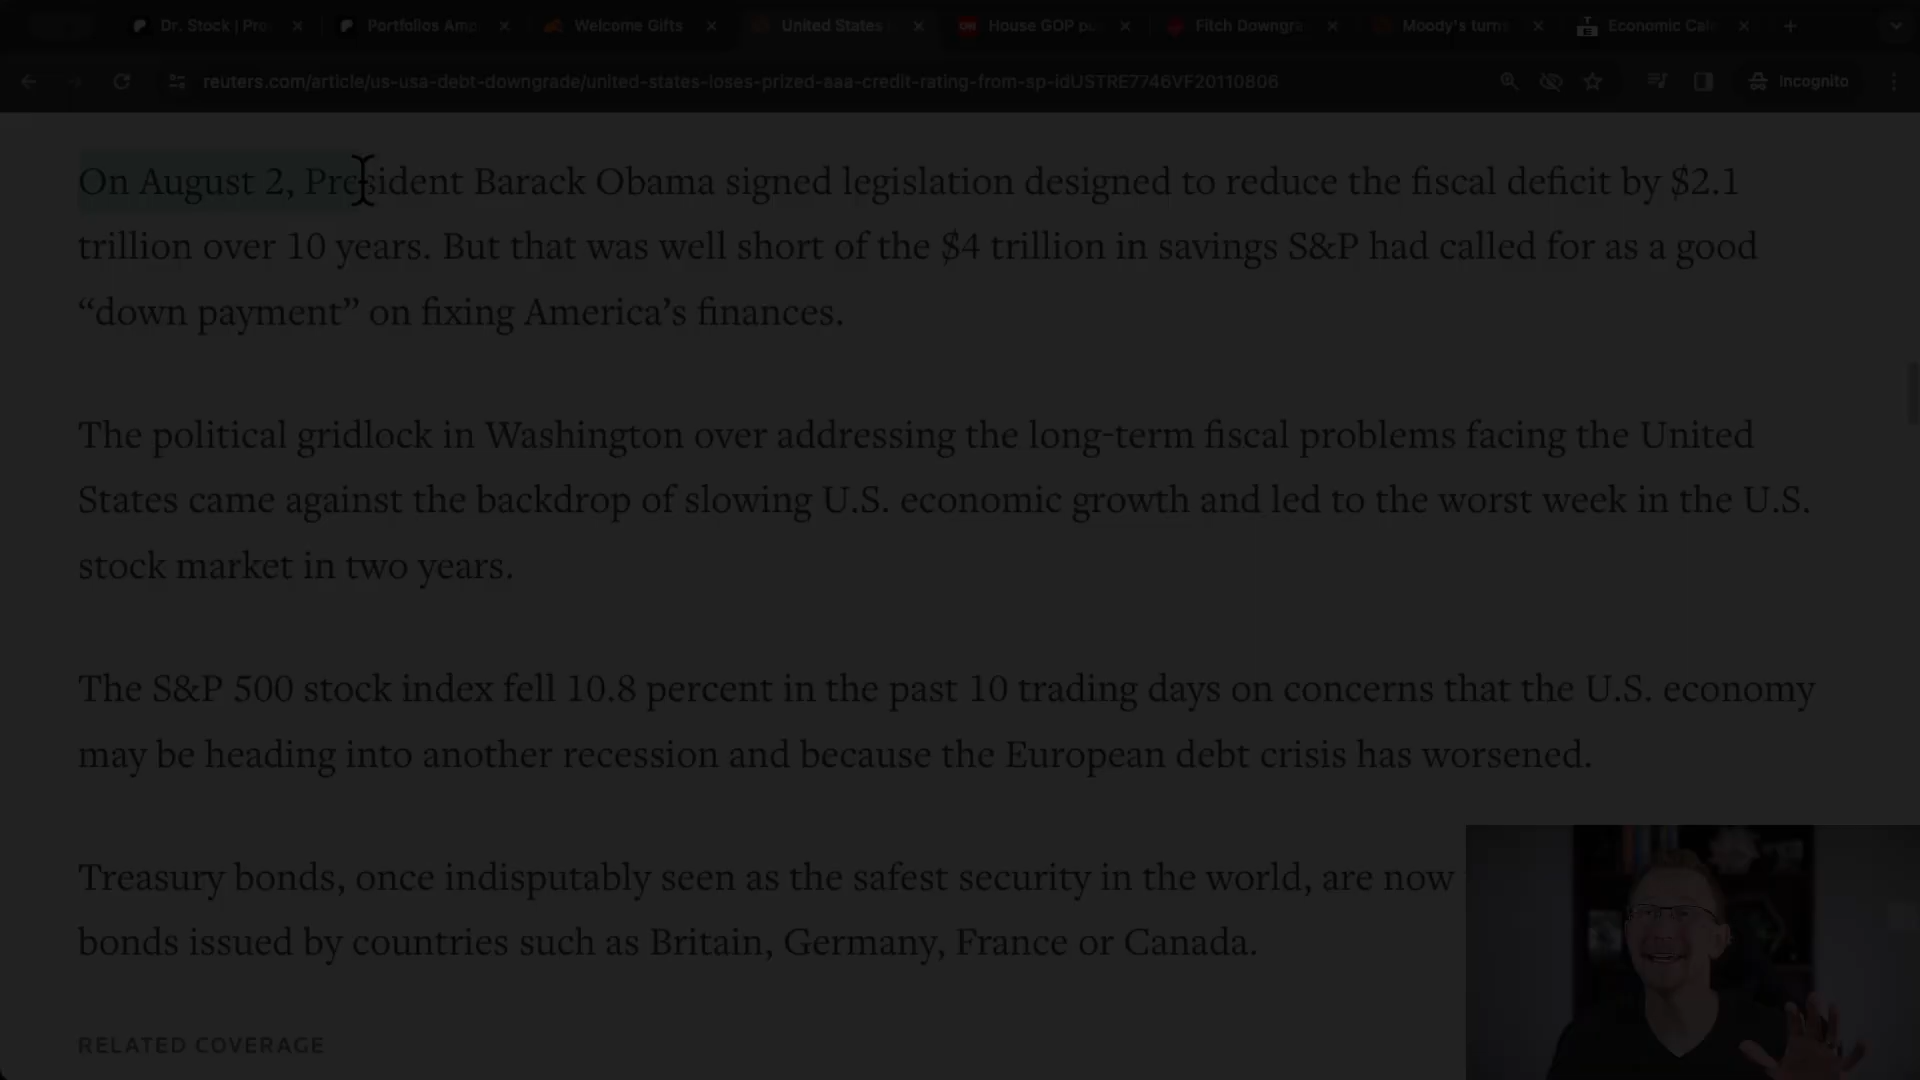 Dr. Stock | Pro
Portfolios Amp
Welcome Gifts
United States
House GOP pu
Fitch Downgra
Moody's turns
Economic Cale
reuters.com/article/us-usa-debt-downgrade/united-states-loses-prized-aaa-credit-rating-from-sp-idUSTRE7746VF20110806
Incognito
On August 2, President Barack Obama signed legislation designed to reduce the fiscal deficit by $2.1
trillion over 10 years. But that was well short of the $4 trillion in savings S&P had called for as a good
“down payment” on fixing America’s finances.
The political gridlock in Washington over addressing the long-term fiscal problems facing the United
States came against the backdrop of slowing U.S. economic growth and led to the worst week in the U.S.
stock market in two years.
The S&P 500 stock index fell 10.8 percent in the past 10 trading days on concerns that the U.S. economy
may be heading into another recession and because the European debt crisis has worsened.
Treasury bonds, once indisputably seen as the safest security in the world, are now
bonds issued by countries such as Britain, Germany, France or Canada.
RELATED COVERAGE